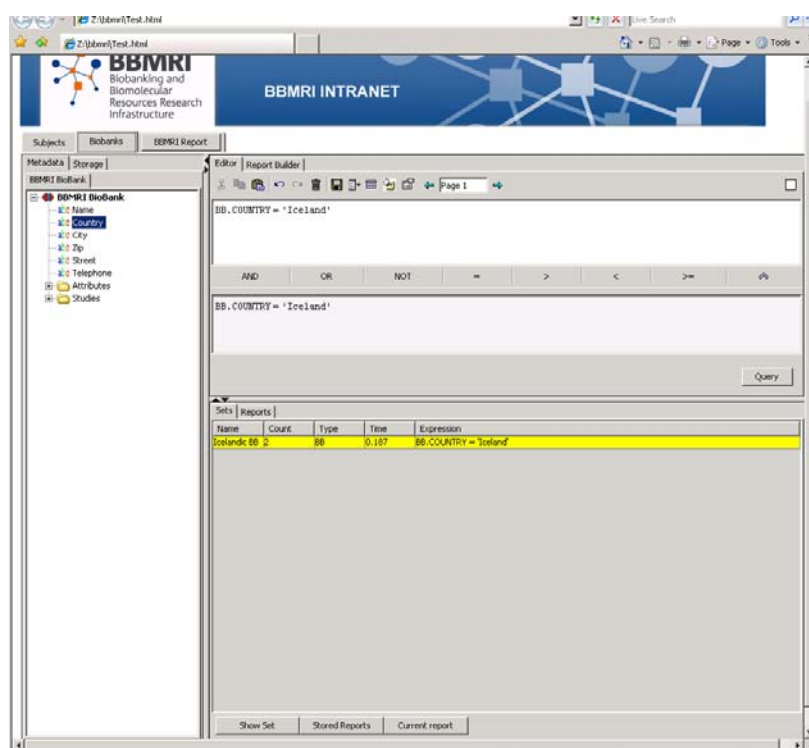 Z:\bbmri\Test.html
Live Search
Z:\bbmri\Test.html
Page
Tools
BBMRI
Biobanking and
Biomolecular
Resources Research
Infrastructure
BBMRI INTRANET
Subjects
Biobanks
BBMRI Report
Metadata
Storage
BBMRI BioBank
BBMRI BioBank
Name
Country
City
Zip
Street
Telephone
Attributes
Studies
Editor
Report Builder
Page 1
BB.COUNTRY = 'Iceland'
AND OR NOT = > < >=
BB.COUNTRY = 'Iceland'
Query
Sets
Reports
Name Count Type Time Expression
Icelandic BB 2 BB 0.187 BB.COUNTRY = 'Iceland'
Show Set
Stored Reports
Current report